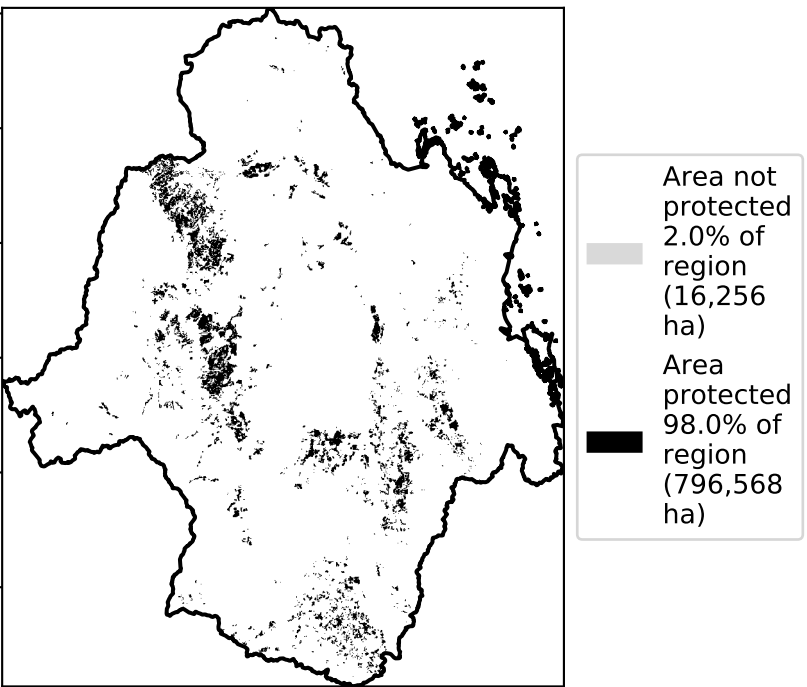 Area not
protected
2.0% of
region
(16,256
ha)
Area
protected
98.0% of
region
(796,568
ha)